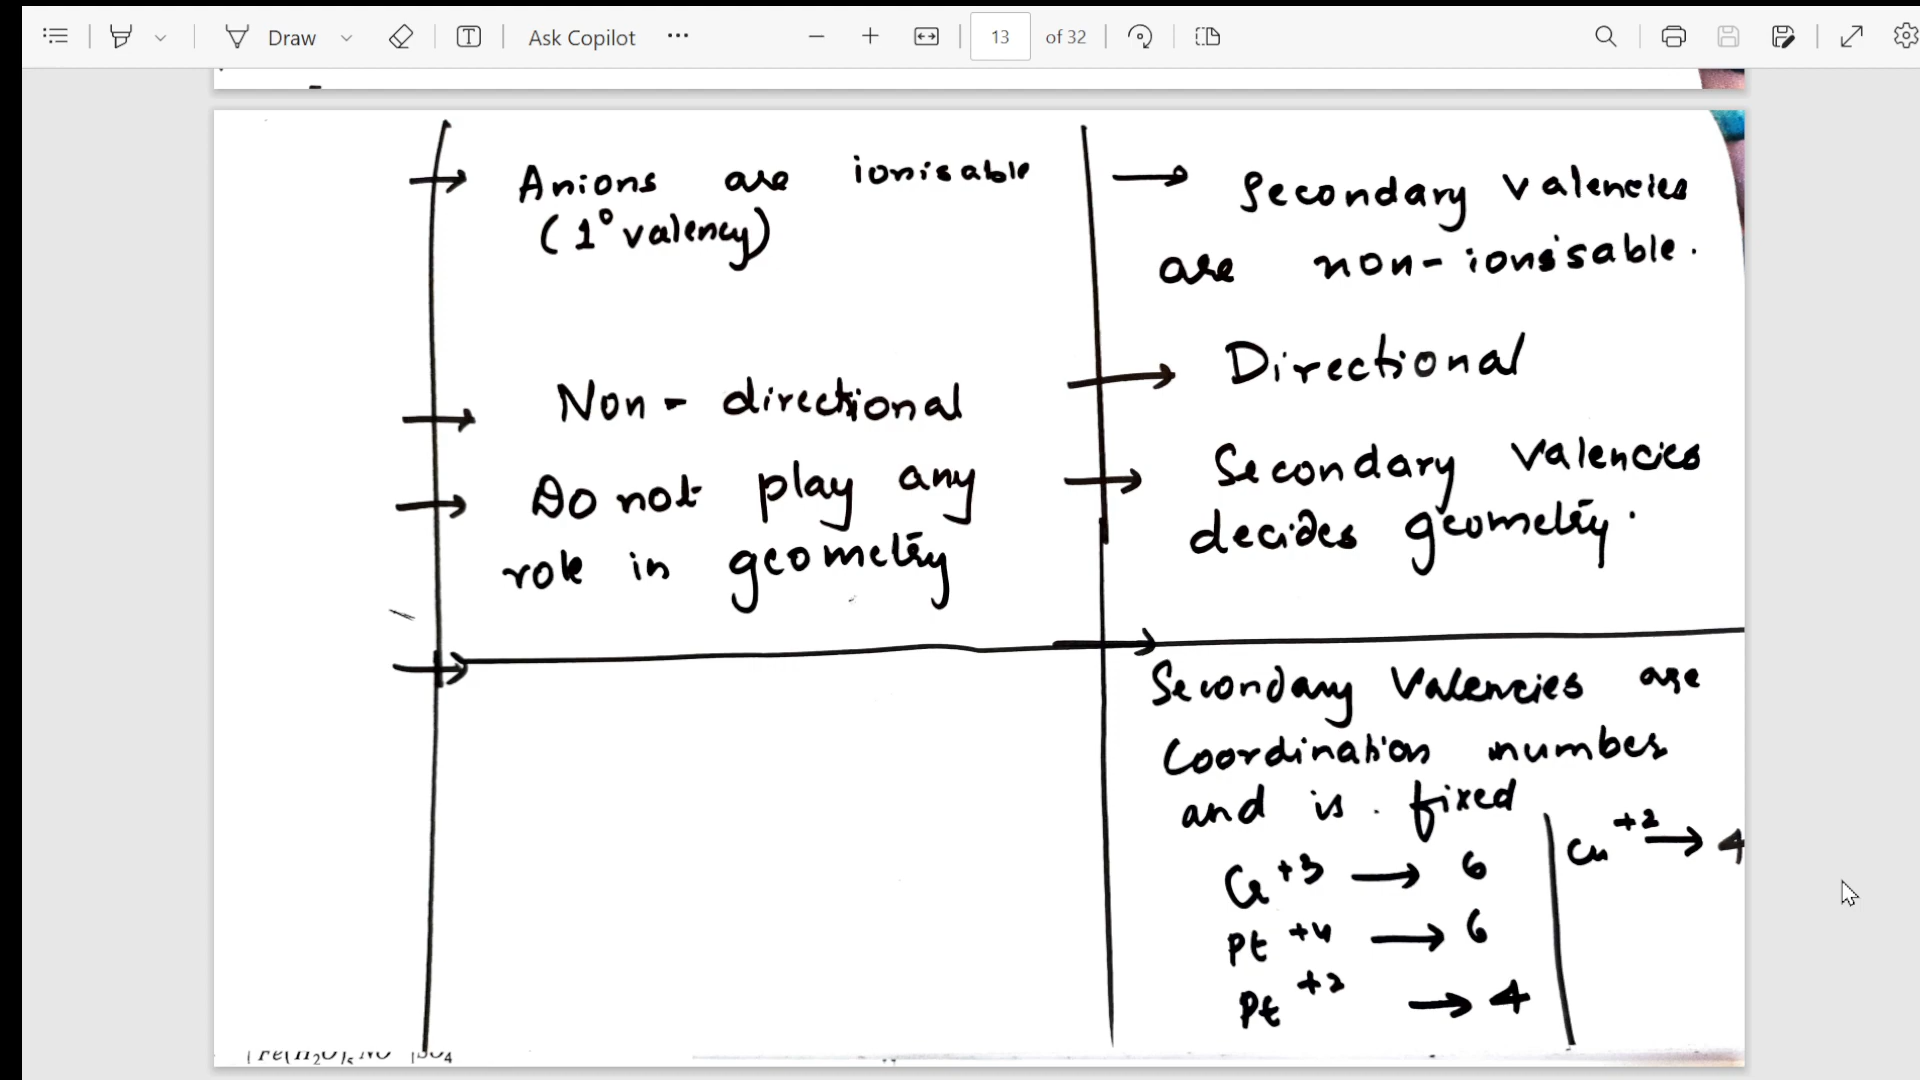 Draw
Ask Copilot
13 of 32
Anions are ionisable
(1° valency)
Non - directional
Do not play any
role in geometry
Secondary valencies
are non-ionisable.
Directional
Secondary Valencies
decides geometry.
Secondary Valencies are
Coordination number
and is fixed
Cr +3 → 6
Pt +4 → 6
Pt +2 → 4
Cu +2 → 4